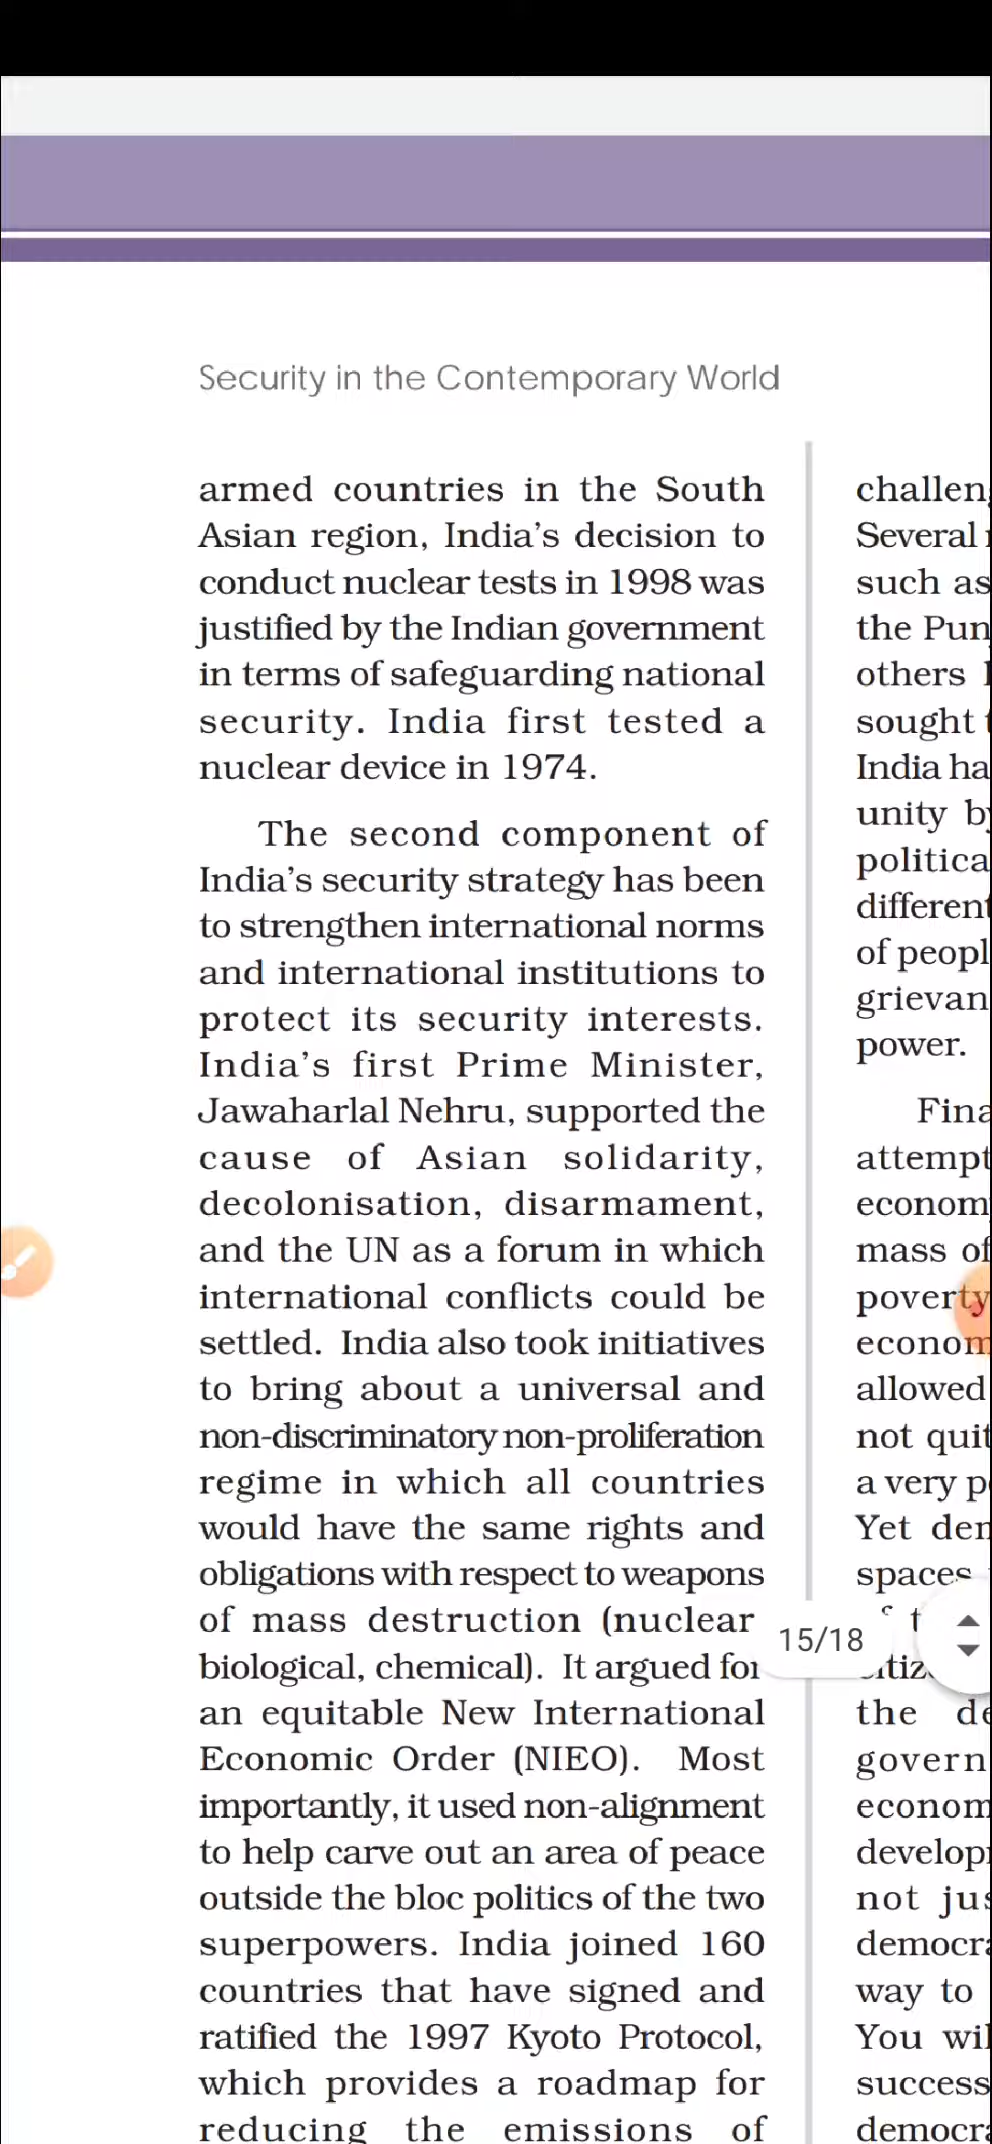 Security in the Contemporary World
armed countries in the South
Asian region, India's decision to
conduct nuclear tests in 1998 was
justified by the Indian government
in terms of safeguarding national
security. India first tested a
nuclear device in 1974.
The second component of
India's security strategy has been
to strengthen international norms
and international institutions to
protect its security interests.
India's first Prime Minister,
Jawaharlal Nehru, supported the
cause of Asian solidarity,
decolonisation, disarmament,
and the UN as a forum in which
international conflicts could be
settled. India also took initiatives
to bring about a universal and
non-discriminatory non-proliferation
regime in which all countries
would have the same rights and
obligations with respect to weapons
of mass destruction (nuclear
biological, chemical). It argued for
an equitable New International
Economic Order (NIEO). Most
importantly, it used non-alignment
to help carve out an area of peace
outside the bloc politics of the two
superpowers. India joined 160
countries that have signed and
ratified the 1997 Kyoto Protocol,
which provides a roadmap for
reducing the emissions of
Several
such as
the
others
sought
India
unity
of
power.
mass of
poverty
allowed
not
a very
Yet
spaces
the
not
way to
You
15/18